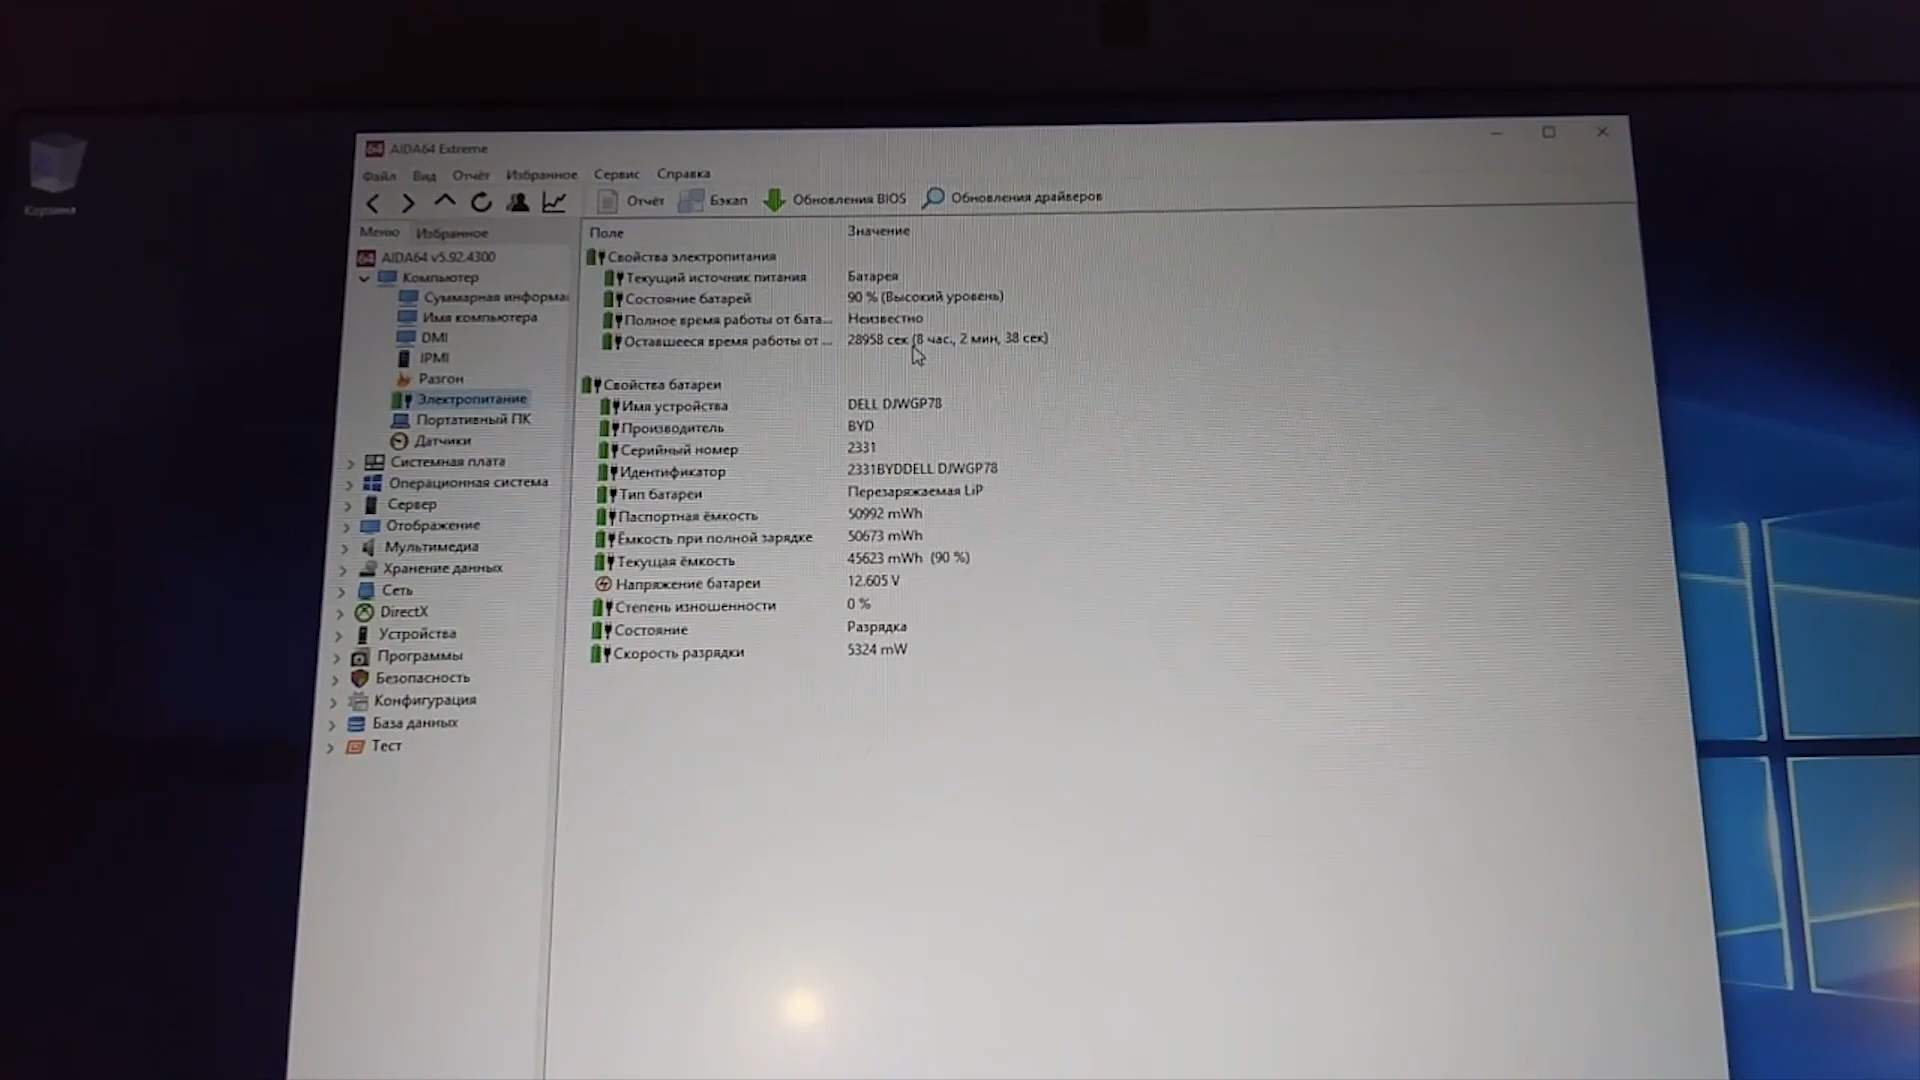 AIDA64 Extreme
Файл Вид Отчёт Избранное Сервис Справка
Отчёт Бэкап Обновления BIOS Обновления драйверов
Корзина
Меню Избранное
Поле Значение
AIDA64 v5.92.4300
Компьютер
Суммарная информа
Имя компьютера
DMI
IPMI
Разгон
Электропитание
Портативный ПК
Датчики
Системная плата
Операционная система
Сервер
Отображение
Мультимедиа
Хранение данных
Сеть
DirectX
Устройства
Программы
Безопасность
Конфигурация
База данных
Тест
Свойства электропитания
Текущий источник питания Батарея
Состояние батарей 90 % (Высокий уровень)
Полное время работы от бата... Неизвестно
Оставшееся время работы от ... 28958 сек (8 час., 2 мин, 38 сек)
Свойства батареи
Имя устройства DELL DJWGP78
Производитель BYD
Серийный номер 2331
Идентификатор 2331BYDDELL DJWGP78
Тип батареи Перезаряжаемая LiP
Паспортная ёмкость 50992 mWh
Ёмкость при полной зарядке 50673 mWh
Текущая ёмкость 45623 mWh (90 %)
Напряжение батареи 12.605 V
Степень изношенности 0 %
Состояние Разрядка
Скорость разрядки 5324 mW